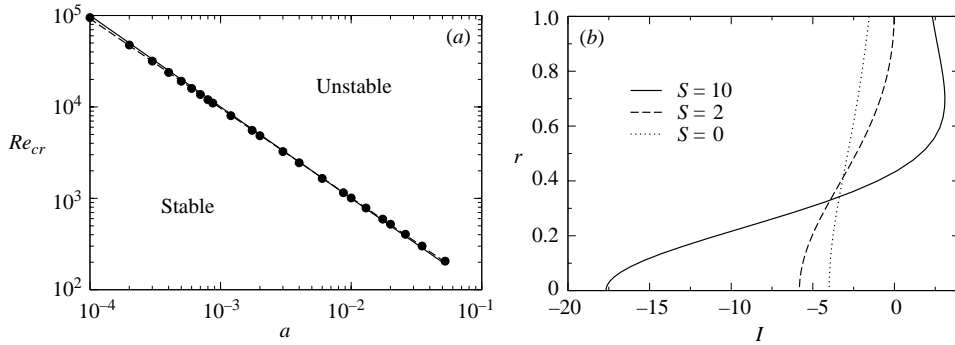 10^5
10^4
10^3
10^2
Re_cr
(a)
Unstable
Stable
10^−4
10^−3
10^−2
10^−1
a
1.0
0.8
0.6
0.4
0.2
0
r
(b)
S = 10
S = 2
S = 0
−20
−15
−10
−5
0
I